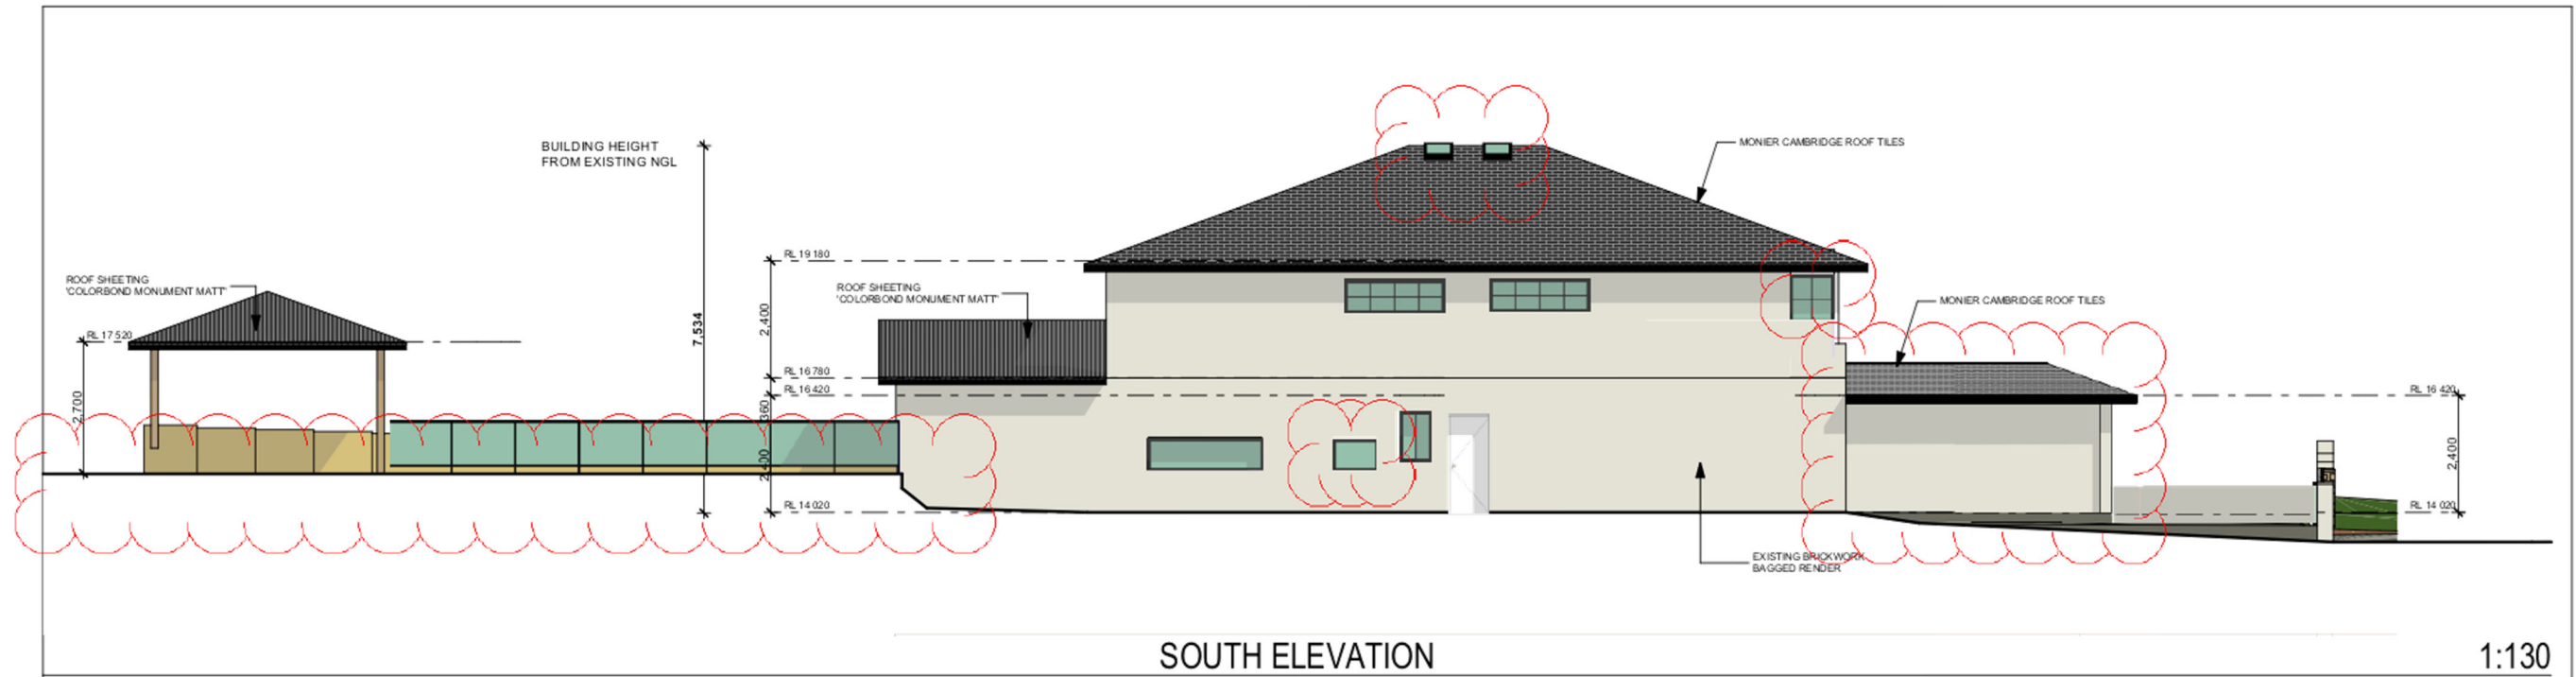 BUILDING HEIGHT
FROM EXISTING NGL
MONIER CAMBRIDGE ROOF TILES
RL 19 180
ROOF SHEETING
'COLORBOND MONUMENT MATT'
ROOF SHEETING
'COLORBOND MONUMENT MATT'
MONIER CAMBRIDGE ROOF TILES
RL 17 520
7,534
2,400
RL 16 780
RL 16 420
RL 16 420
2,700
360
2,400
2,400
RL 14 020
RL 14 020
EXISTING BRICKWORK
BAGGED RENDER
SOUTH ELEVATION
1:130